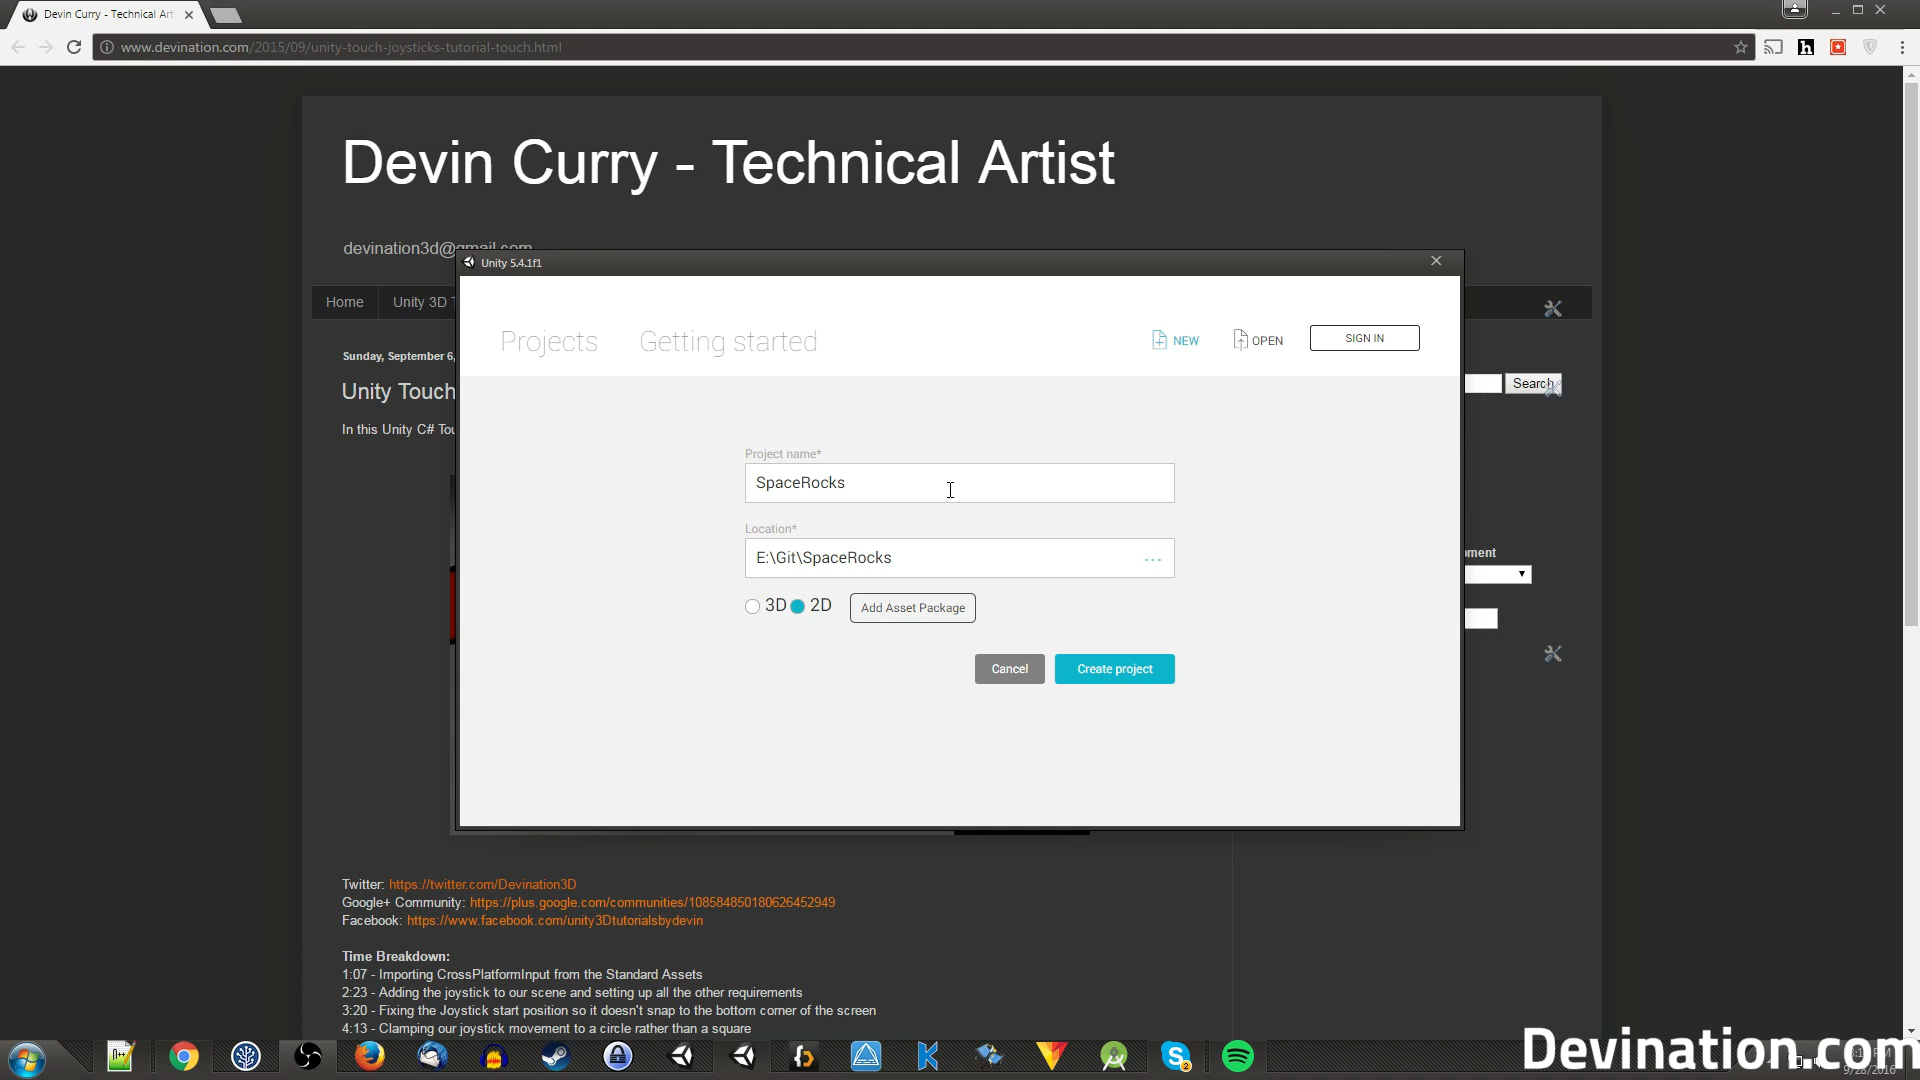 Devin Curry - Technical Art
www.devination.com/2015/09/unity-touch-joysticks-tutorial-touch.html
Devin Curry - Technical Artist
devination3d@gmail.com
Unity 5.4.1f1
Home
Unity 3D
Projects
Getting started
NEW
OPEN
SIGN IN
Sunday, September 6,
Unity Touch
Search
In this Unity C#
Project name*
SpaceRocks
Location*
E:\Git\SpaceRocks
...
3D
2D
Add Asset Package
Cancel
Create project
Twitter: https://twitter.com/Devination3D
Google+ Community: https://plus.google.com/communities/108584850180626452949
Facebook: https://www.facebook.com/unity3Dtutorialsbydevin
Time Breakdown:
1:07 - Importing CrossPlatformInput from the Standard Assets
2:23 - Adding the joystick to our scene and setting up all the other requirements
3:20 - Fixing the Joystick start position so it doesn't snap to the bottom corner of the screen
4:13 - Clamping our joystick movement to a circle rather than a square
Devination.com
9/28/2016